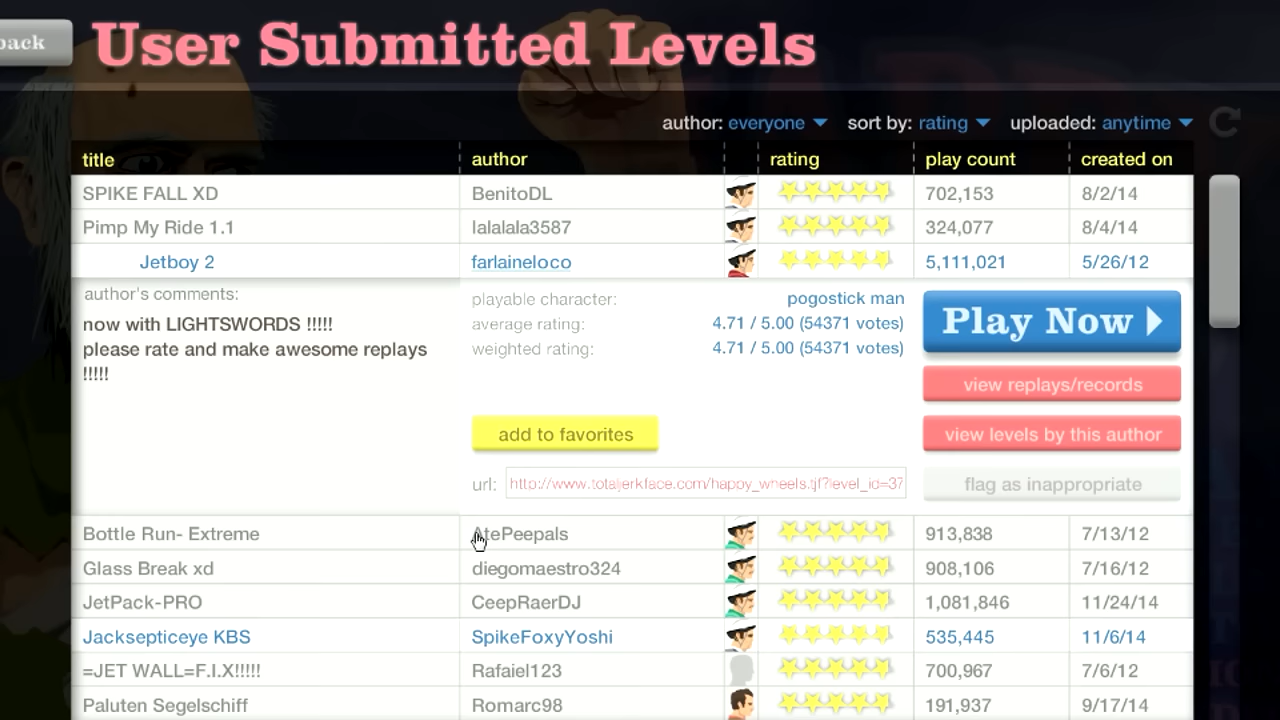 back
User Submitted Levels
author: everyone sort by: rating uploaded: anytime
title author rating play count created on
SPIKE FALL XD BenitoDL 702,153 8/2/14
Pimp My Ride 1.1 lalalala3587 324,077 8/4/14
Jetboy 2 farlaineloco 5,111,021 5/26/12
author's comments:
now with LIGHTSWORDS !!!!!
please rate and make awesome replays
!!!!!
playable character: pogostick man
average rating: 4.71 / 5.00 (54371 votes)
weighted rating: 4.71 / 5.00 (54371 votes)
add to favorites
url: http://www.totaljerkface.com/happy_wheels.tjf?level_id=37
Play Now
view replays/records
view levels by this author
flag as inappropriate
Bottle Run- Extreme AtePeepals 913,838 7/13/12
Glass Break xd diegomaestro324 908,106 7/16/12
JetPack-PRO CeepRaerDJ 1,081,846 11/24/14
Jacksepticeye KBS SpikeFoxyYoshi 535,445 11/6/14
=JET WALL=F.I.X!!!!! Rafaiel123 700,967 7/6/12
Paluten Segelschiff Romarc98 191,937 9/17/14